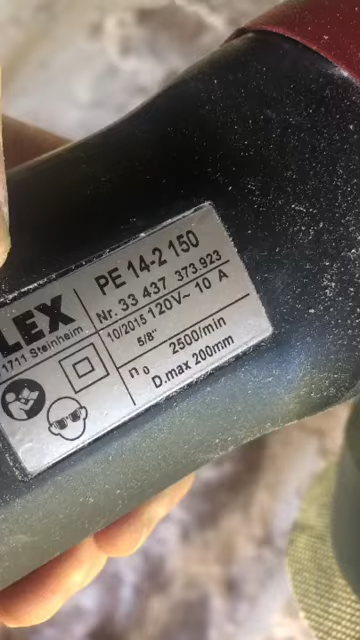 LEX
1711 Steinheim
PE 14-2 150
Nr. 33 437 373.923
10/2015 120V~ 10 A
5/8"
n0 2500/min
D.max 200mm